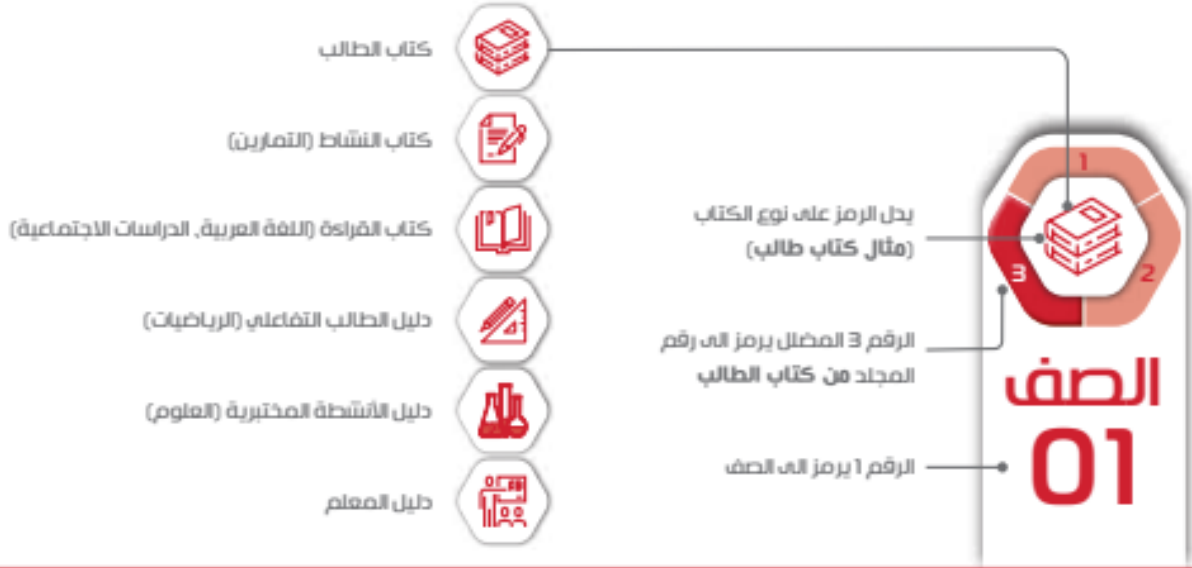 1
2
3
الصف
01
يدل الرمز على نوع الكتاب
(مثال كتاب طالب)
الرقم 3 المضلل يرمز الى رقم
المجلد من كتاب الطالب
الرقم 1 يرمز الى الصف
كتاب الطالب
كتاب النشاط (التمارين)
كتاب القراءة (اللغة العربية، الدراسات الاجتماعية)
دليل الطالب التفاعلي (الرياضيات)
دليل الأنشطة المختبرية (العلوم)
دليل المعلم